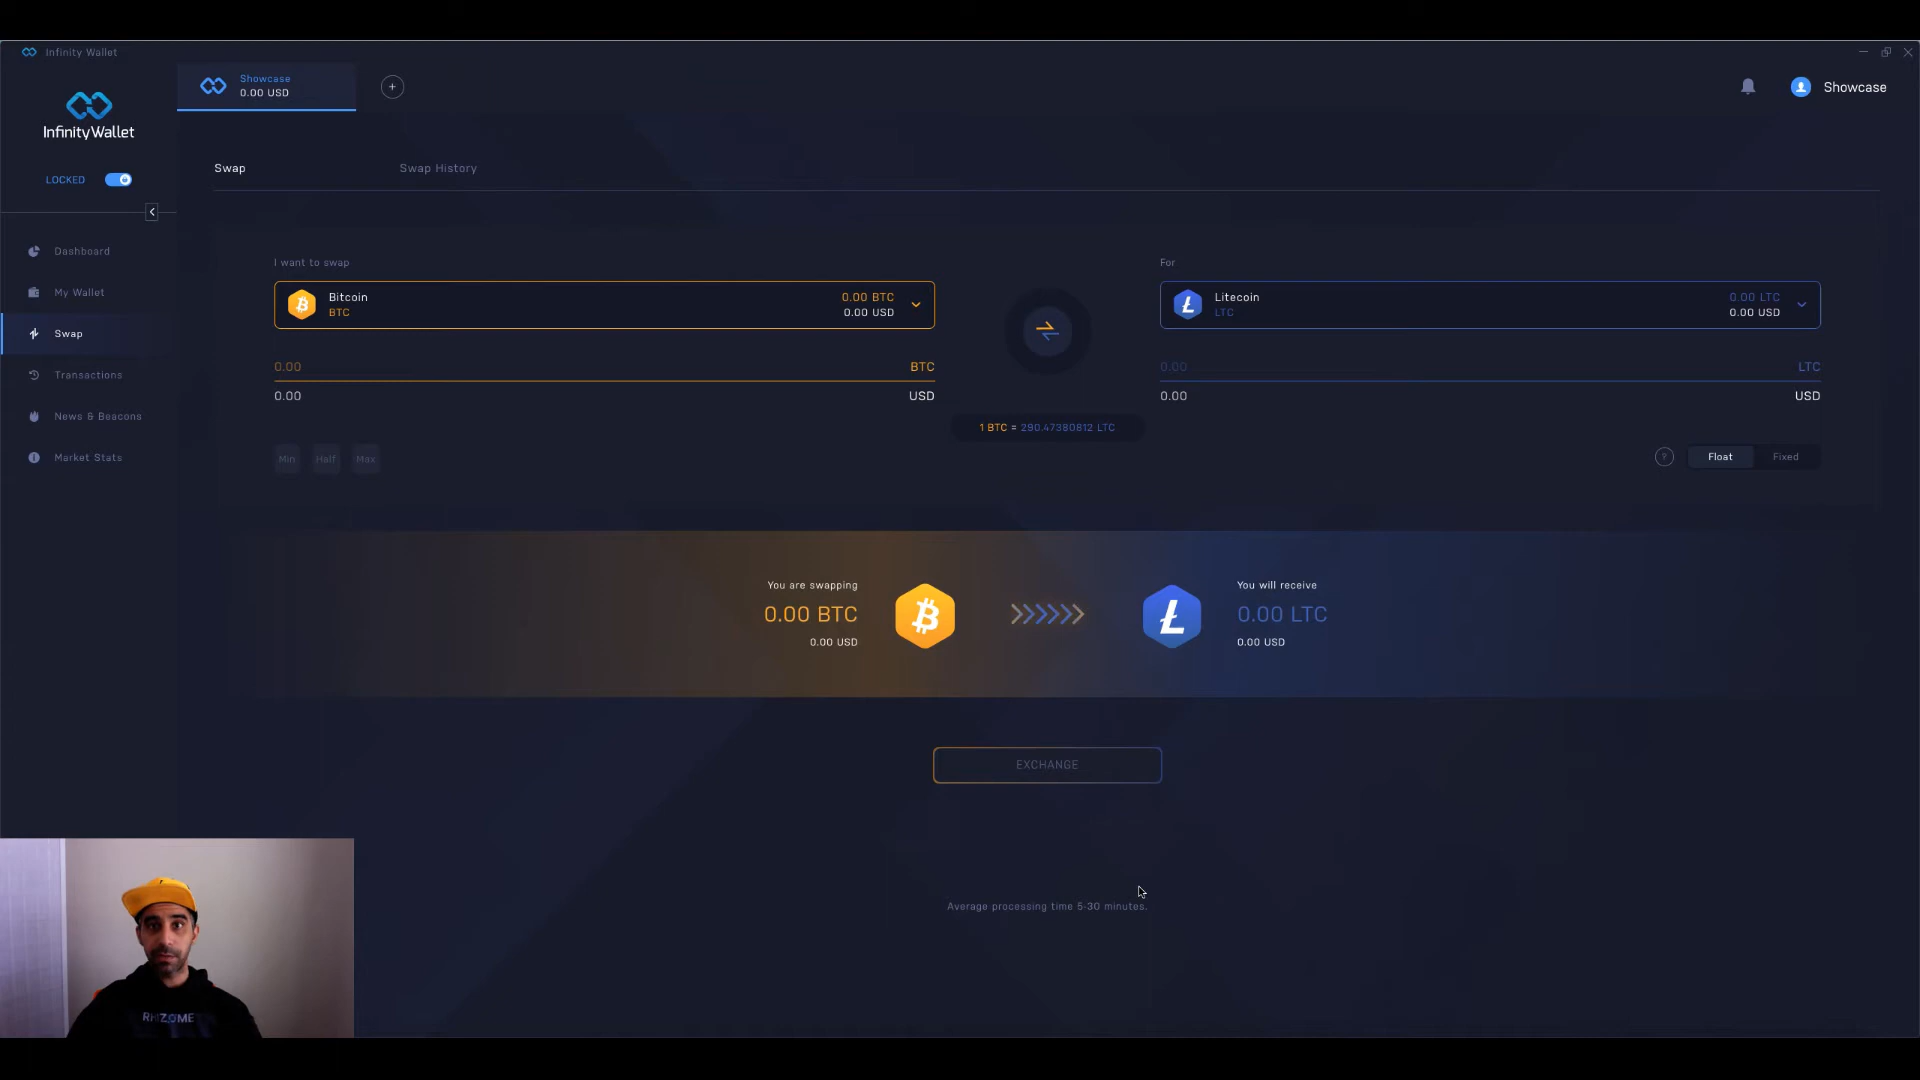 Infinity Wallet
Showcase
0.00 USD
+
Showcase
InfinityWallet
LOCKED
Swap
Swap History
Dashboard
My Wallet
Swap
Transactions
News & Beacons
Market Stats
I want to swap
For
Bitcoin
BTC
0.00 BTC
0.00 USD
Litecoin
LTC
0.00 LTC
0.00 USD
0.00 BTC
0.00 USD
0.00 LTC
0.00 USD
1 BTC = 290.47380812 LTC
Min Half Max
? Float Fixed
You are swapping
0.00 BTC
0.00 USD
You will receive
0.00 LTC
0.00 USD
EXCHANGE
Average processing time 5-30 minutes.
RHIZOME